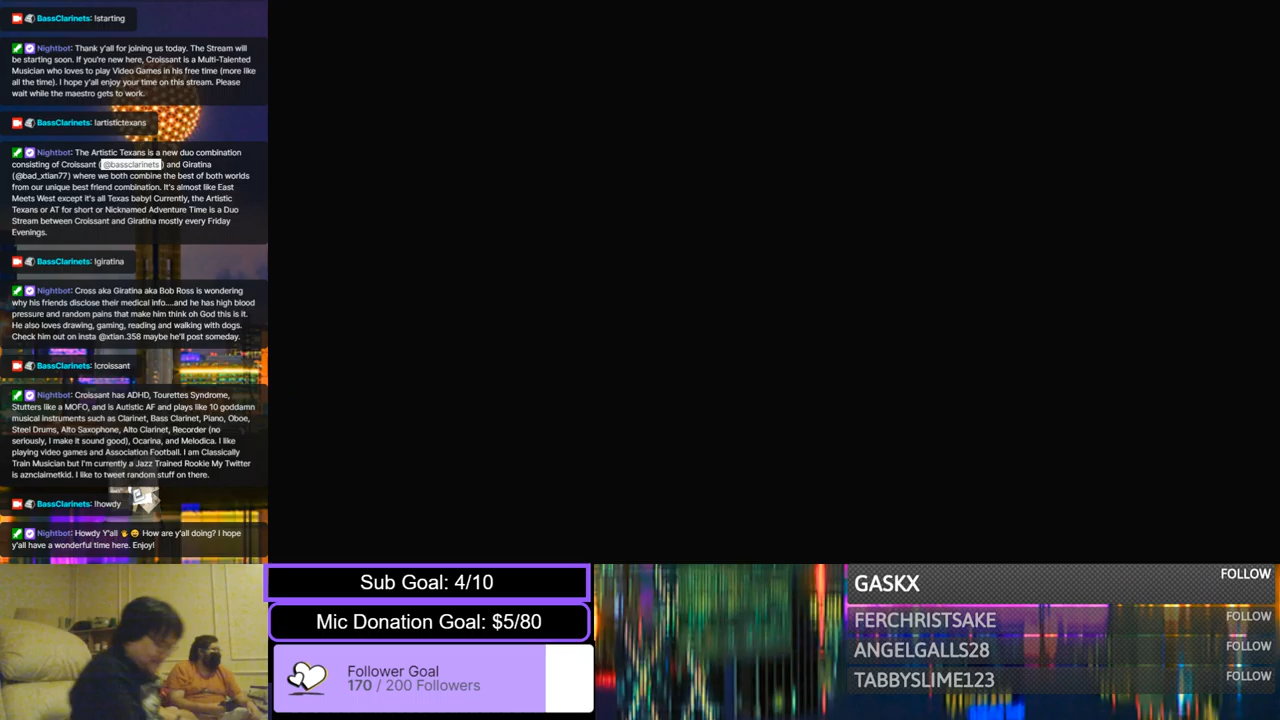 BassClarinets: !starting
Nightbot: Thank y'all for joining us today. The Stream will
be starting soon. If you're new here, Croissant is a Multi-Talented
Musician who loves to play Video Games in his free time (more like
all the time). I hope y'all enjoy your time on this stream. Please
wait while the maestro gets to work.
BassClarinets: !artistictexans
Nightbot: The Artistic Texans is a new duo combination
consisting of Croissant ( @bassclarinets ) and Giratina
(@bad_xtian77) where we both combine the best of both worlds
from our unique best friend combination. It's almost like East
Meets West except it's all Texas baby! Currently, the Artistic
Texans or AT for short or Nicknamed Adventure Time is a Duo
Stream between Croissant and Giratina mostly every Friday
Evenings.
BassClarinets: !giratina
Nightbot: Cross aka Giratina aka Bob Ross is wondering
why his friends disclose their medical info....and he has high blood
pressure and random pains that make him think oh God this is it.
He also loves drawing, gaming, reading and walking with dogs.
Check him out on insta @xtian.358 maybe he'll post someday.
BassClarinets: !croissant
Nightbot: Croissant has ADHD, Tourettes Syndrome,
Stutters like a MOFO, and is Autistic AF and plays like 10 goddamn
musical instruments such as Clarinet, Bass Clarinet, Piano, Oboe,
Steel Drums, Alto Saxophone, Alto Clarinet, Recorder (no
seriously, I make it sound good), Ocarina, and Melodica. I like
playing video games and Association Football. I am Classically
Train Musician but I'm currently a Jazz Trained Rookie My Twitter
is aznclairnetkid. I like to tweet random stuff on there.
BassClarinets: !howdy
Nightbot: Howdy Y'all 👋 😄 How are y'all doing? I hope
y'all have a wonderful time here. Enjoy!
Sub Goal: 4/10
Mic Donation Goal: $5/80
Follower Goal
170 / 200 Followers
GASKX FOLLOW
FERCHRISTSAKE FOLLOW
ANGELGALLS28 FOLLOW
TABBYSLIME123 FOLLOW